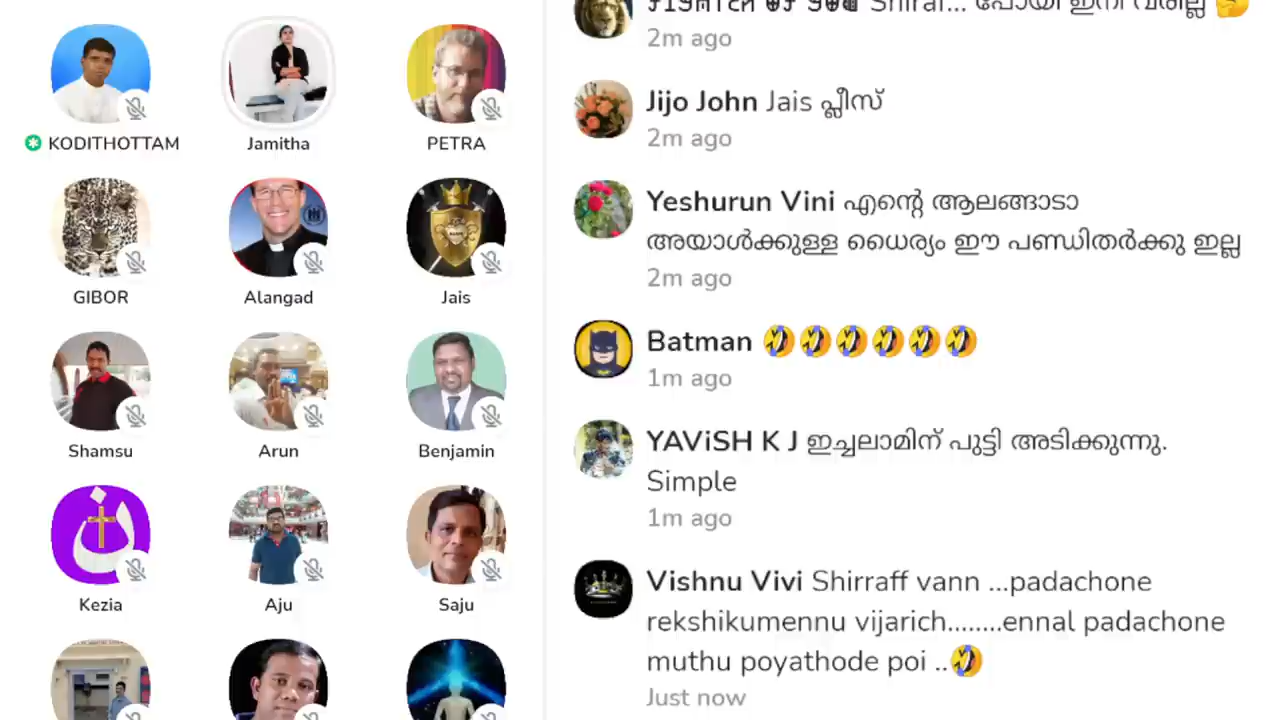 KODITHOTTAM
Jamitha
PETRA
GIBOR
Alangad
Jais
Shamsu
Arun
Benjamin
Kezia
Aju
Saju
പോയി ഇനി വരില്ല
2m ago
Jijo John Jais പ്ലീസ്
2m ago
Yeshurun Vini എന്റെ ആലങ്ങാടാ
അയാൾക്കുള്ള ധൈര്യം ഈ പണ്ഡിതർക്കു ഇല്ല
2m ago
Batman 🤣🤣🤣🤣🤣🤣
1m ago
YAViSH K J ഇച്ചലാമിന് പുട്ടി അടിക്കുന്നു.
Simple
1m ago
Vishnu Vivi Shirraff vann ...padachone
rekshikumennu vijarich........ennal padachone
muthu poyathode poi ..🤣
Just now